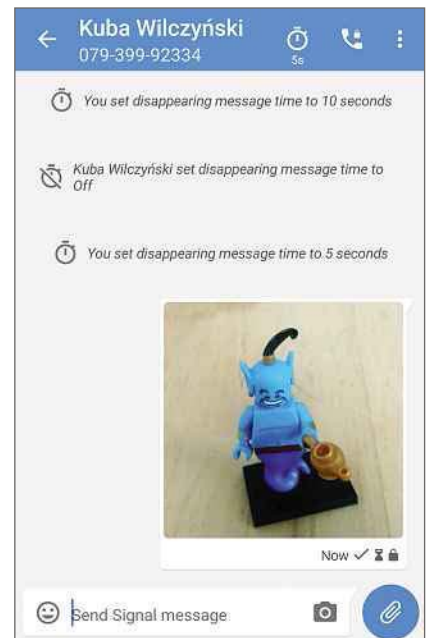 Kuba Wilczyński
079-399-92334
5s
You set disappearing message time to 10 seconds
Kuba Wilczyński set disappearing message time to
Off
You set disappearing message time to 5 seconds
Now
Send Signal message